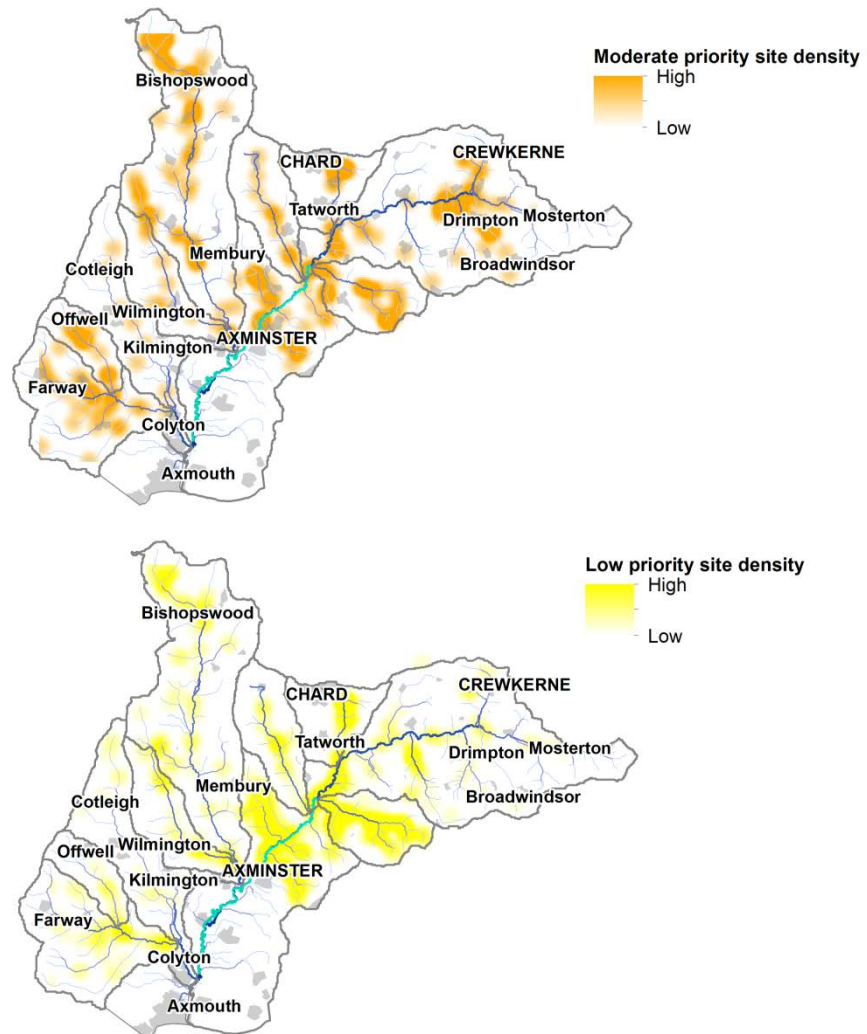 Moderate priority site density
High
Low
Bishopswood
CHARD
CREWKERNE
Tatworth
Drimpton
Mosterton
Membury
Broadwindsor
Cotleigh
Offwell
Wilmington
AXMINSTER
Kilmington
Farway
Colyton
Axmouth
Low priority site density
High
Low
Bishopswood
CHARD
CREWKERNE
Tatworth
Drimpton
Mosterton
Membury
Broadwindsor
Cotleigh
Offwell
Wilmington
AXMINSTER
Kilmington
Farway
Colyton
Axmouth